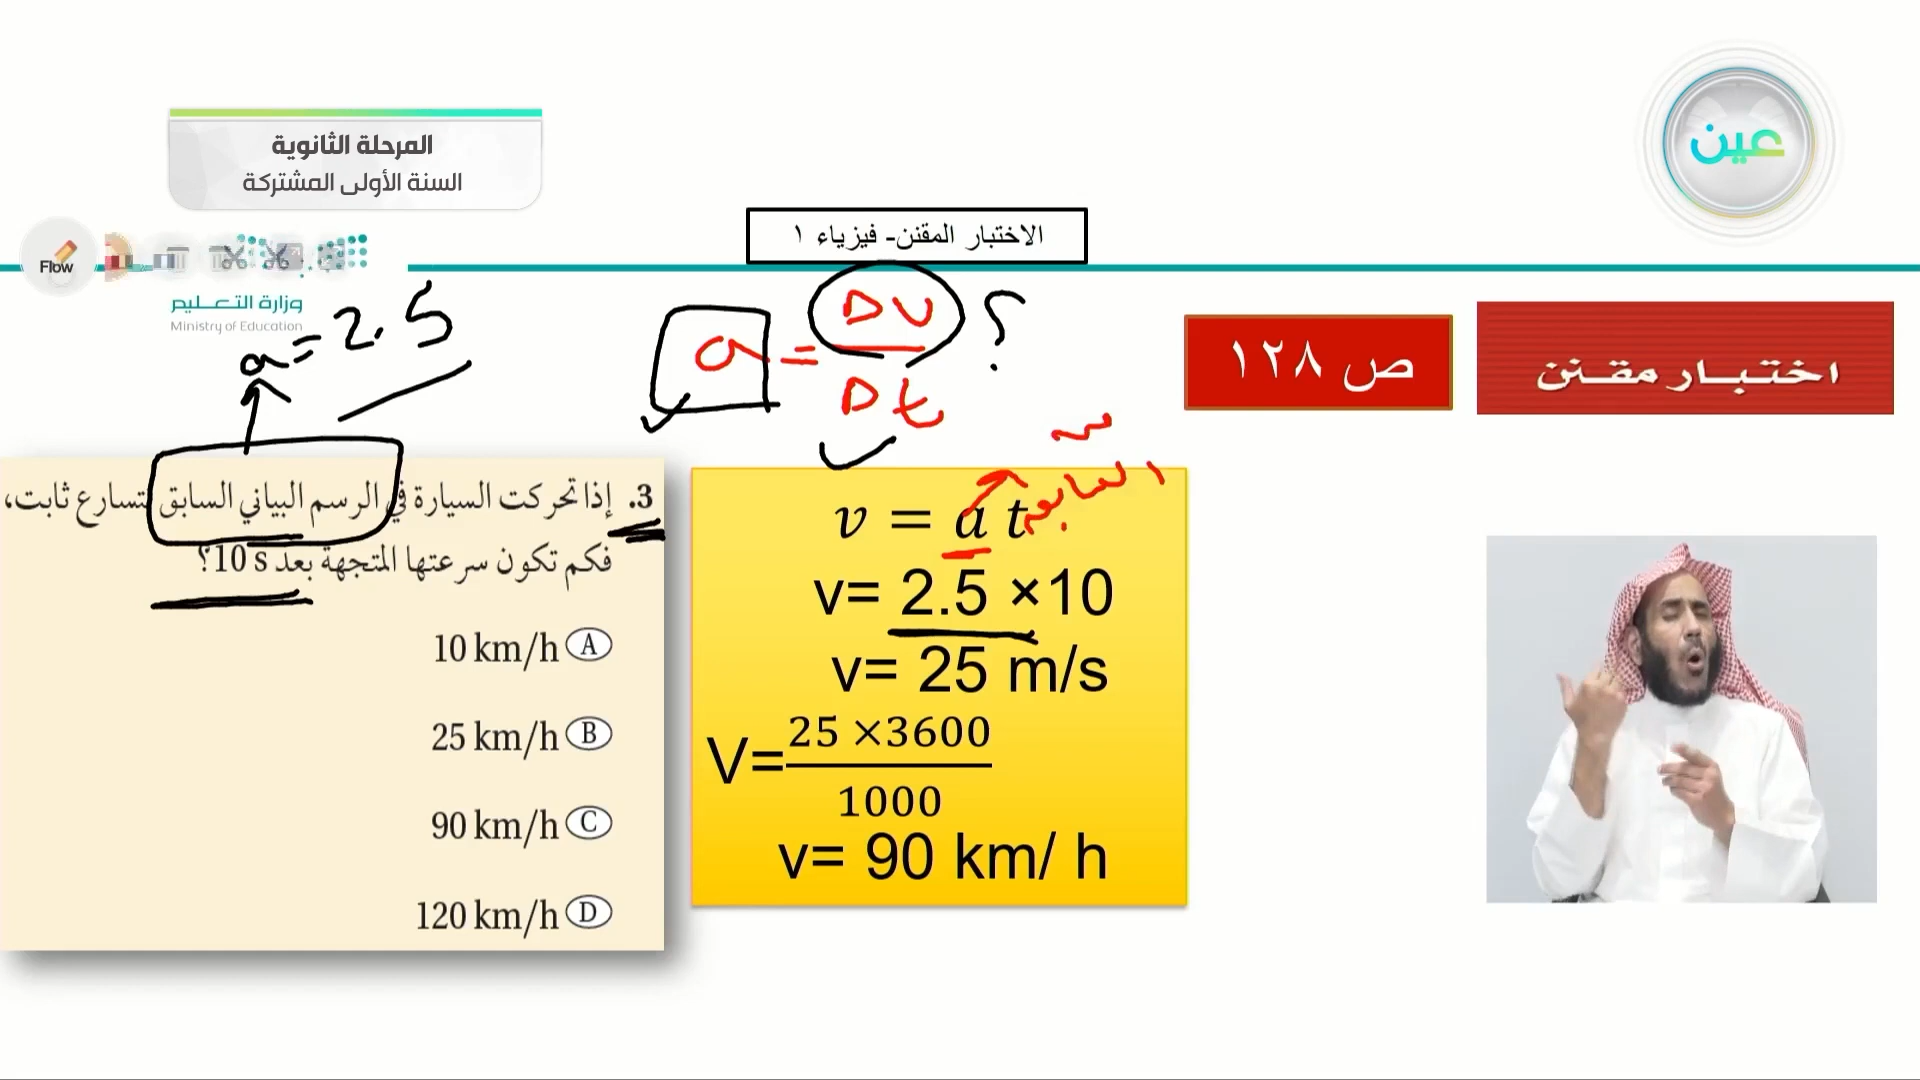 المرحلة الثانوية
السنة الأولى المشتركة
عين
الاختبار المقنن- فيزياء ١
Flow
وزارة التعليم
Ministry of Education
a = 2.5
a = Δv / Δt ؟
ص ١٢٨
اختبار مقنن
3. إذا تحركت السيارة في الرسم البياني السابق بتسارع ثابت،
فكم تكون سرعتها المتجهة بعد 10 s؟
10 km/h A
25 km/h B
90 km/h C
120 km/h D
v = a t
v= 2.5 ×10
v= 25 m/s
V= 25 ×3600 / 1000
v= 90 km/ h